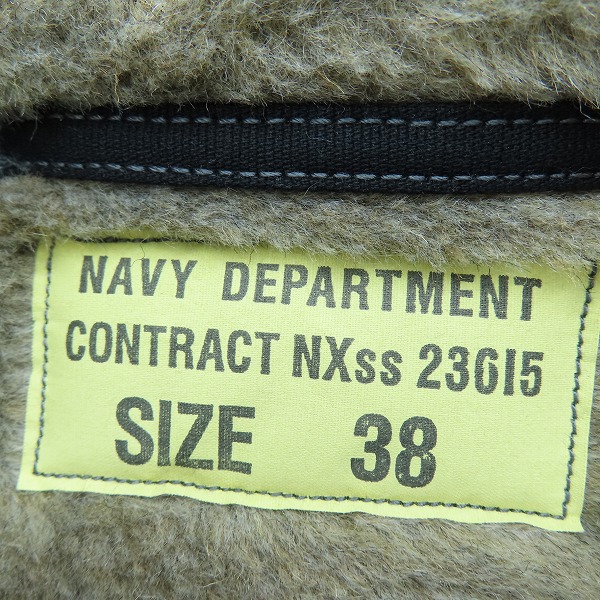 NAVY DEPARTMENT
CONTRACT NXss 23615
SIZE 38